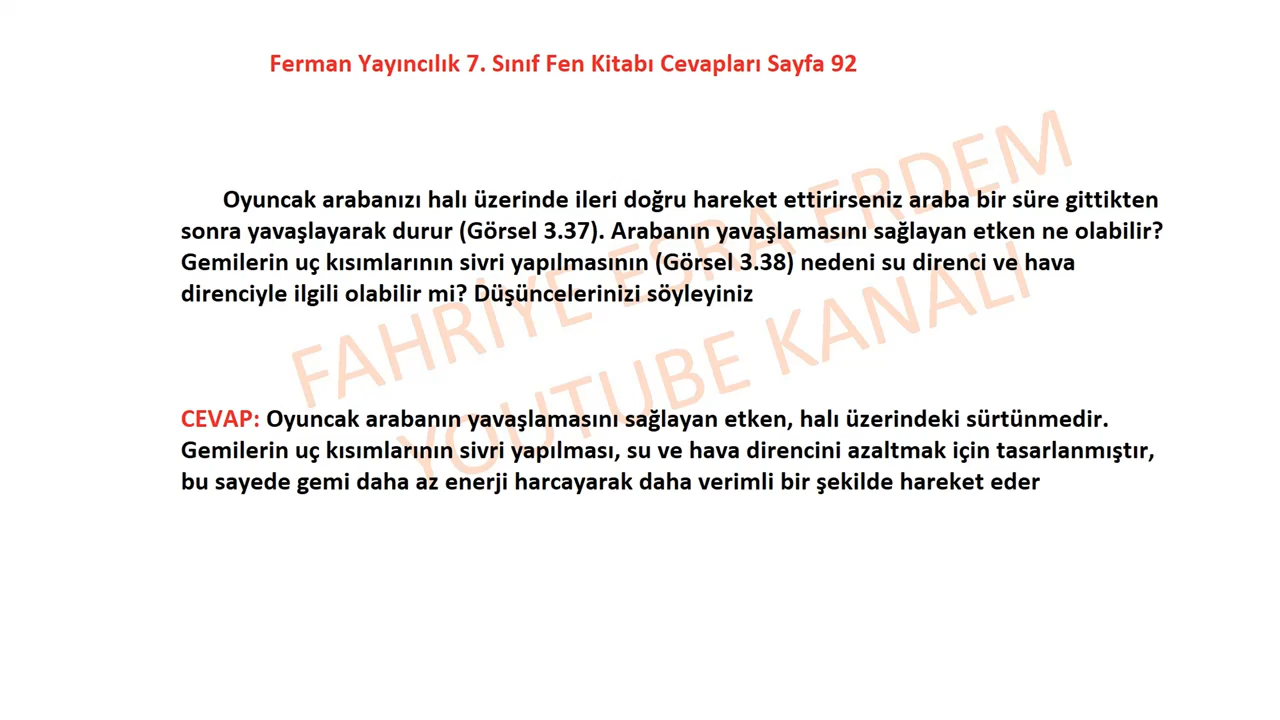 Ferman Yayıncılık 7. Sınıf Fen Kitabı Cevapları Sayfa 92
Oyuncak arabanızı halı üzerinde ileri doğru hareket ettirirseniz araba bir süre gittikten
sonra yavaşlayarak durur (Görsel 3.37). Arabanın yavaşlamasını sağlayan etken ne olabilir?
Gemilerin uç kısımlarının sivri yapılmasının (Görsel 3.38) nedeni su direnci ve hava
direnciyle ilgili olabilir mi? Düşüncelerinizi söyleyiniz
FAHRİYE ESRA ERDEM
YOUTUBE KANALI
CEVAP: Oyuncak arabanın yavaşlamasını sağlayan etken, halı üzerindeki sürtünmedir.
Gemilerin uç kısımlarının sivri yapılması, su ve hava direncini azaltmak için tasarlanmıştır,
bu sayede gemi daha az enerji harcayarak daha verimli bir şekilde hareket eder